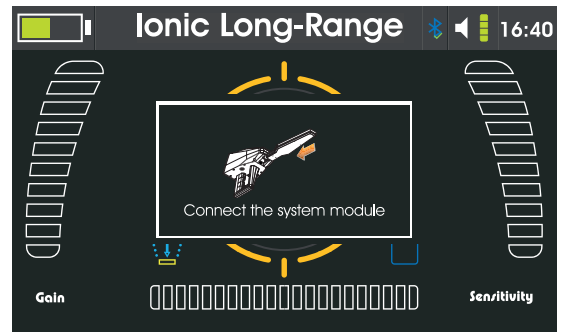 Ionic Long-Range
16:40
Connect the system module
Gain
Sensitivity